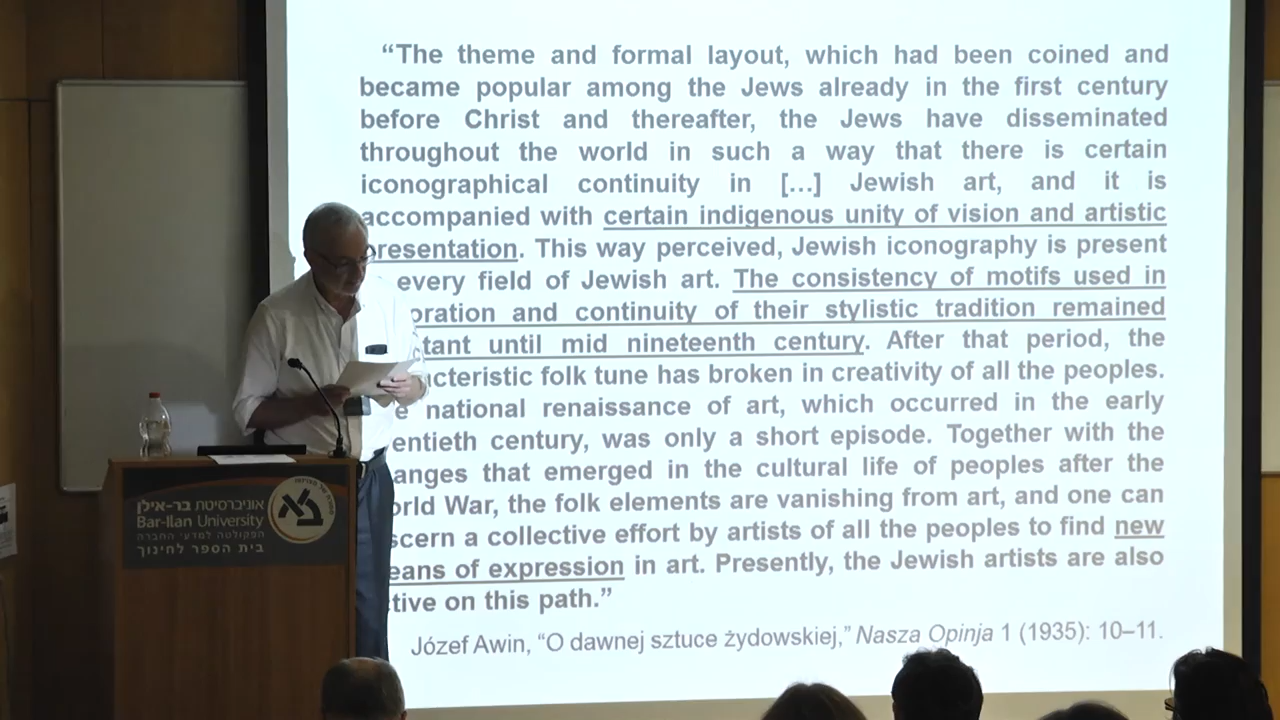 “The theme and formal layout, which had been coined and
became popular among the Jews already in the first century
before Christ and thereafter, the Jews have disseminated
throughout the world in such a way that there is certain
iconographical continuity in […] Jewish art, and it is
accompanied with certain indigenous unity of vision and artistic
presentation. This way perceived, Jewish iconography is present
every field of Jewish art. The consistency of motifs used in
oration and continuity of their stylistic tradition remained
tant until mid nineteenth century. After that period, the
acteristic folk tune has broken in creativity of all the peoples.
e national renaissance of art, which occurred in the early
entieth century, was only a short episode. Together with the
anges that emerged in the cultural life of peoples after the
orld War, the folk elements are vanishing from art, and one can
scern a collective effort by artists of all the peoples to find new
eans of expression in art. Presently, the Jewish artists are also
tive on this path.”
Józef Awin, “O dawnej sztuce żydowskiej,” Nasza Opinja 1 (1935): 10–11.
אוניברסיטת בר-אילן
Bar-Ilan University
הפקולטה למדעי החברה
בית הספר לחינוך